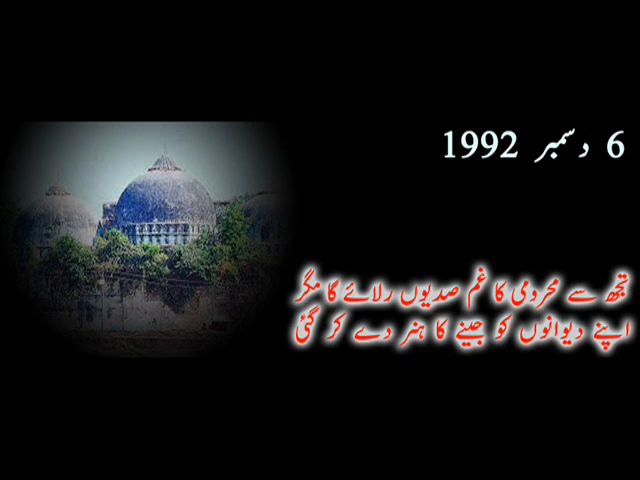 6 دسمبر 1992
تجھ سے محرومی کا غم صدیوں رلائے گا مگر
اپنے دیوانوں کو جینے کا ہنر دے کر گئی